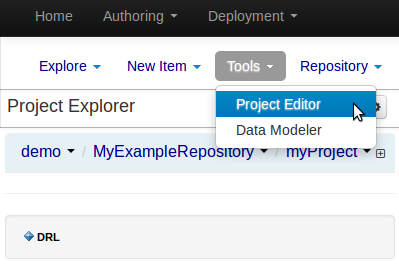 Home Authoring Deployment
Explore New Item Tools Repository
Project Explorer
Project Editor
Data Modeler
demo / MyExampleRepository / myProject
DRL